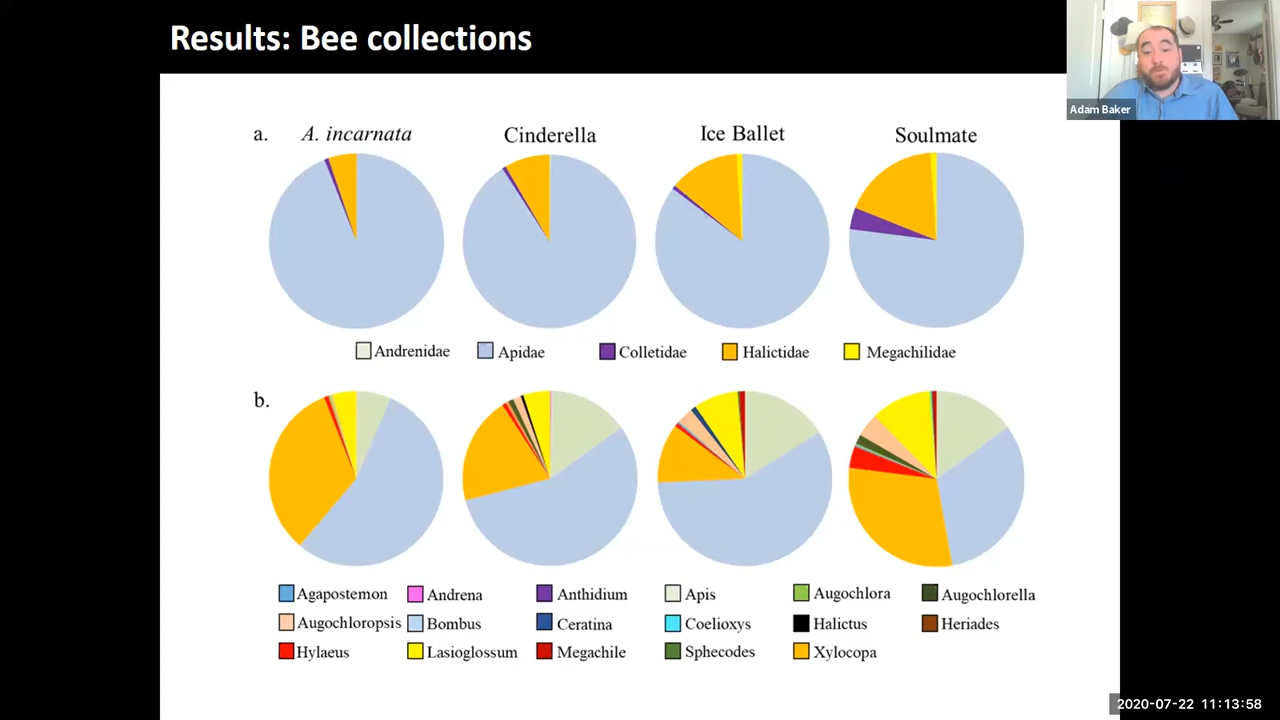 Results: Bee collections
Adam Baker
a. A. incarnata Cinderella Ice Ballet Soulmate
Andrenidae Apidae Colletidae Halictidae Megachilidae
b.
Agapostemon Andrena Anthidium Apis Augochlora Augochlorella
Augochloropsis Bombus Ceratina Coelioxys Halictus Heriades
Hylaeus Lasioglossum Megachile Sphecodes Xylocopa
2020-07-22 11:13:58